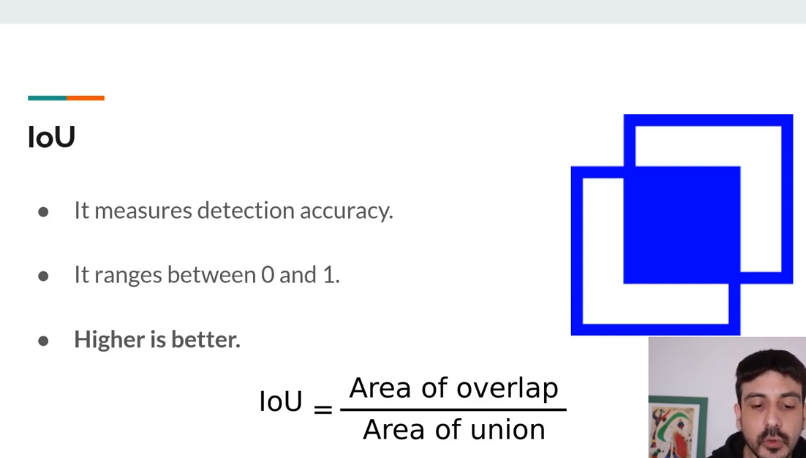 IoU
● It measures detection accuracy.
● It ranges between 0 and 1.
● Higher is better.
IoU = Area of overlap
Area of union